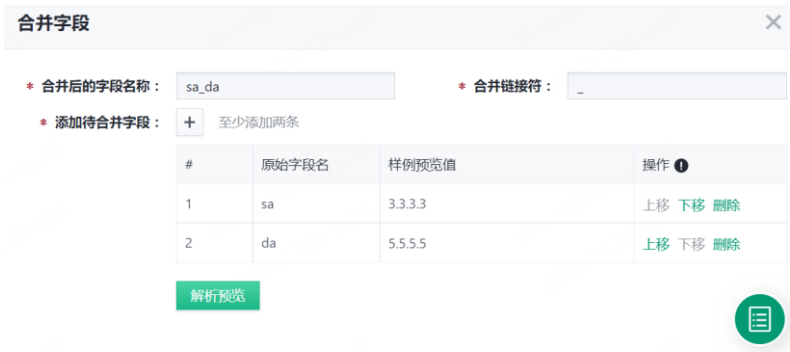 合并字段
* 合并后的字段名称： sa_da * 合并链接符： _
* 添加待合并字段： + 至少添加两条
# 原始字段名 样例预览值 操作
1 sa 3.3.3.3 上移 下移 删除
2 da 5.5.5.5 上移 下移 删除
解析预览